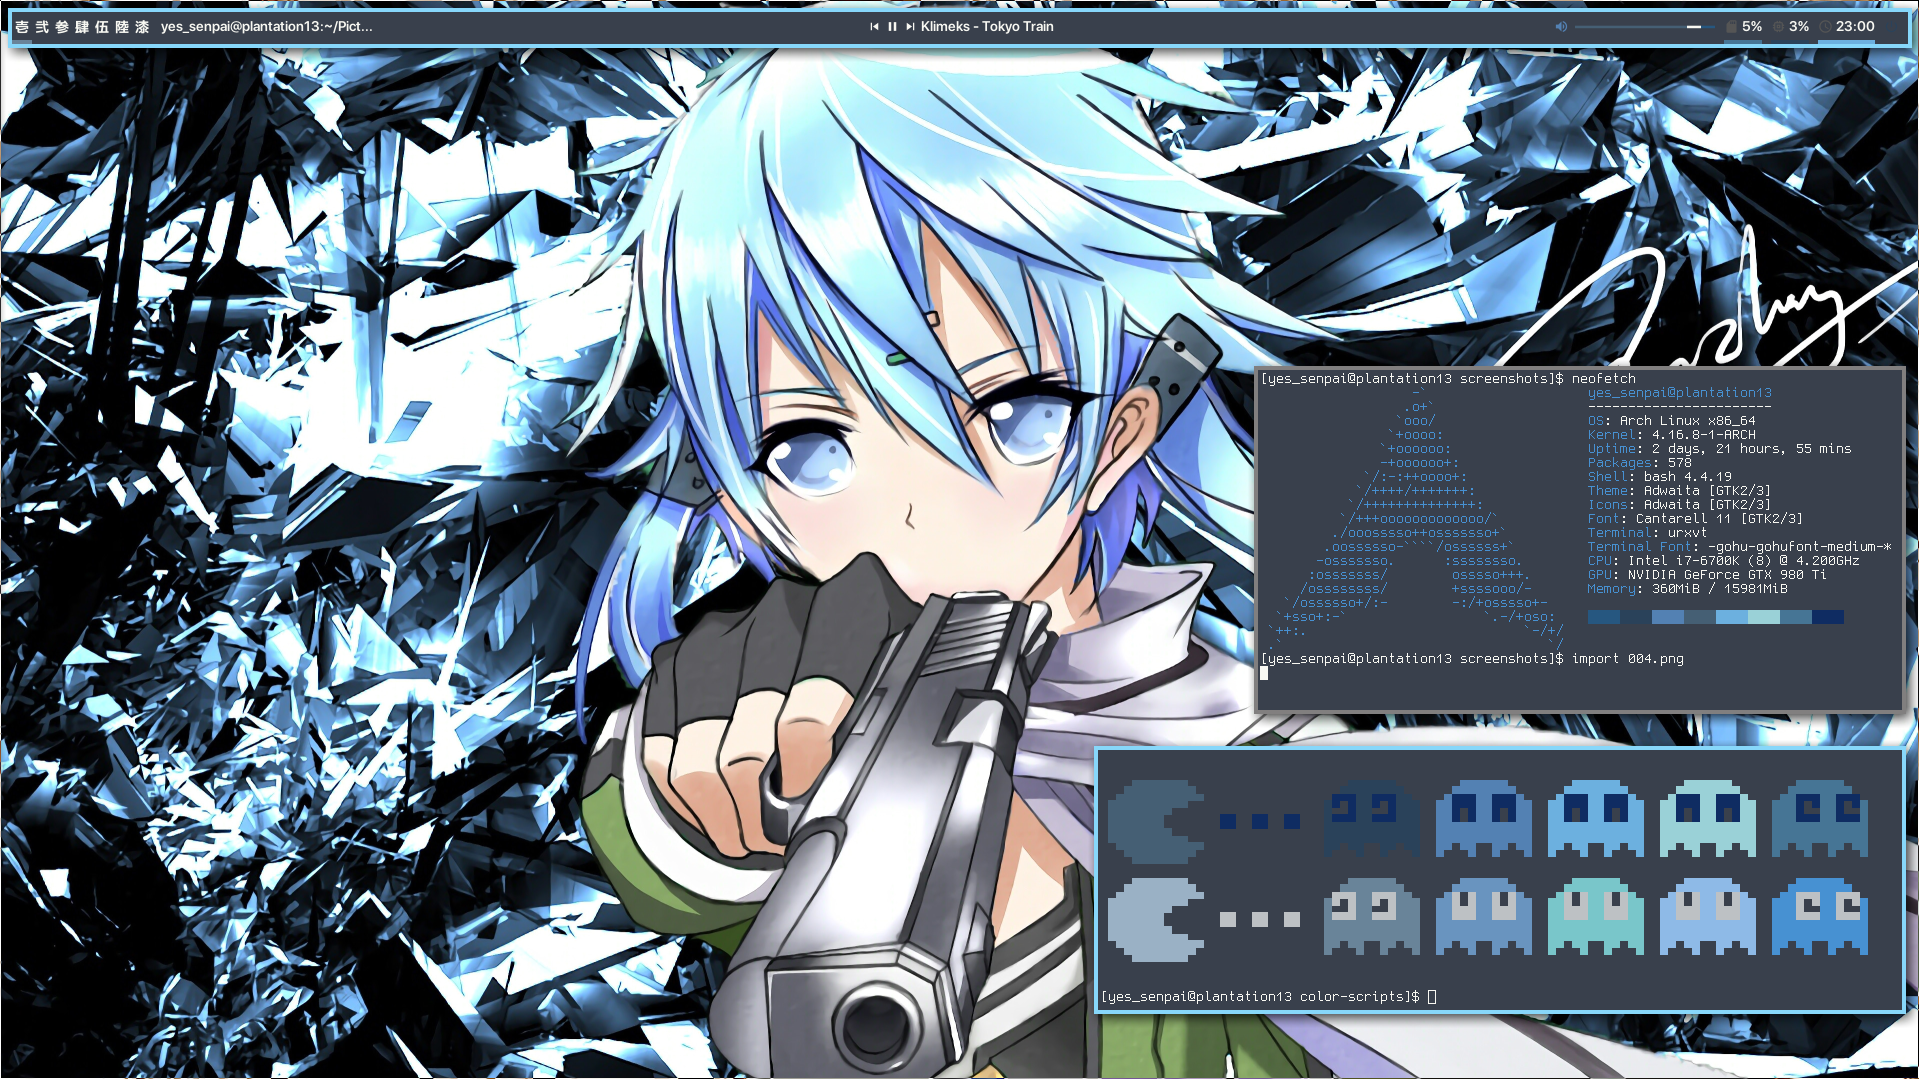 壱 弐 参 肆 伍 陸 漆 yes_senpai@plantation13:~/Pict... Klimeks - Tokyo Train 5% 3% 23:00
[yes_senpai@plantation13 screenshots]$ neofetch
yes_senpai@plantation13
-----------------------
OS: Arch Linux x86_64
Kernel: 4.16.8-1-ARCH
Uptime: 2 days, 21 hours, 55 mins
Packages: 578
Shell: bash 4.4.19
Theme: Adwaita [GTK2/3]
Icons: Adwaita [GTK2/3]
Font: Cantarell 11 [GTK2/3]
Terminal: urxvt
Terminal Font: -gohu-gohufont-medium-*
CPU: Intel i7-6700K (8) @ 4.200GHz
GPU: NVIDIA GeForce GTX 980 Ti
Memory: 360MiB / 15981MiB
[yes_senpai@plantation13 screenshots]$ import 004.png
[yes_senpai@plantation13 color-scripts]$